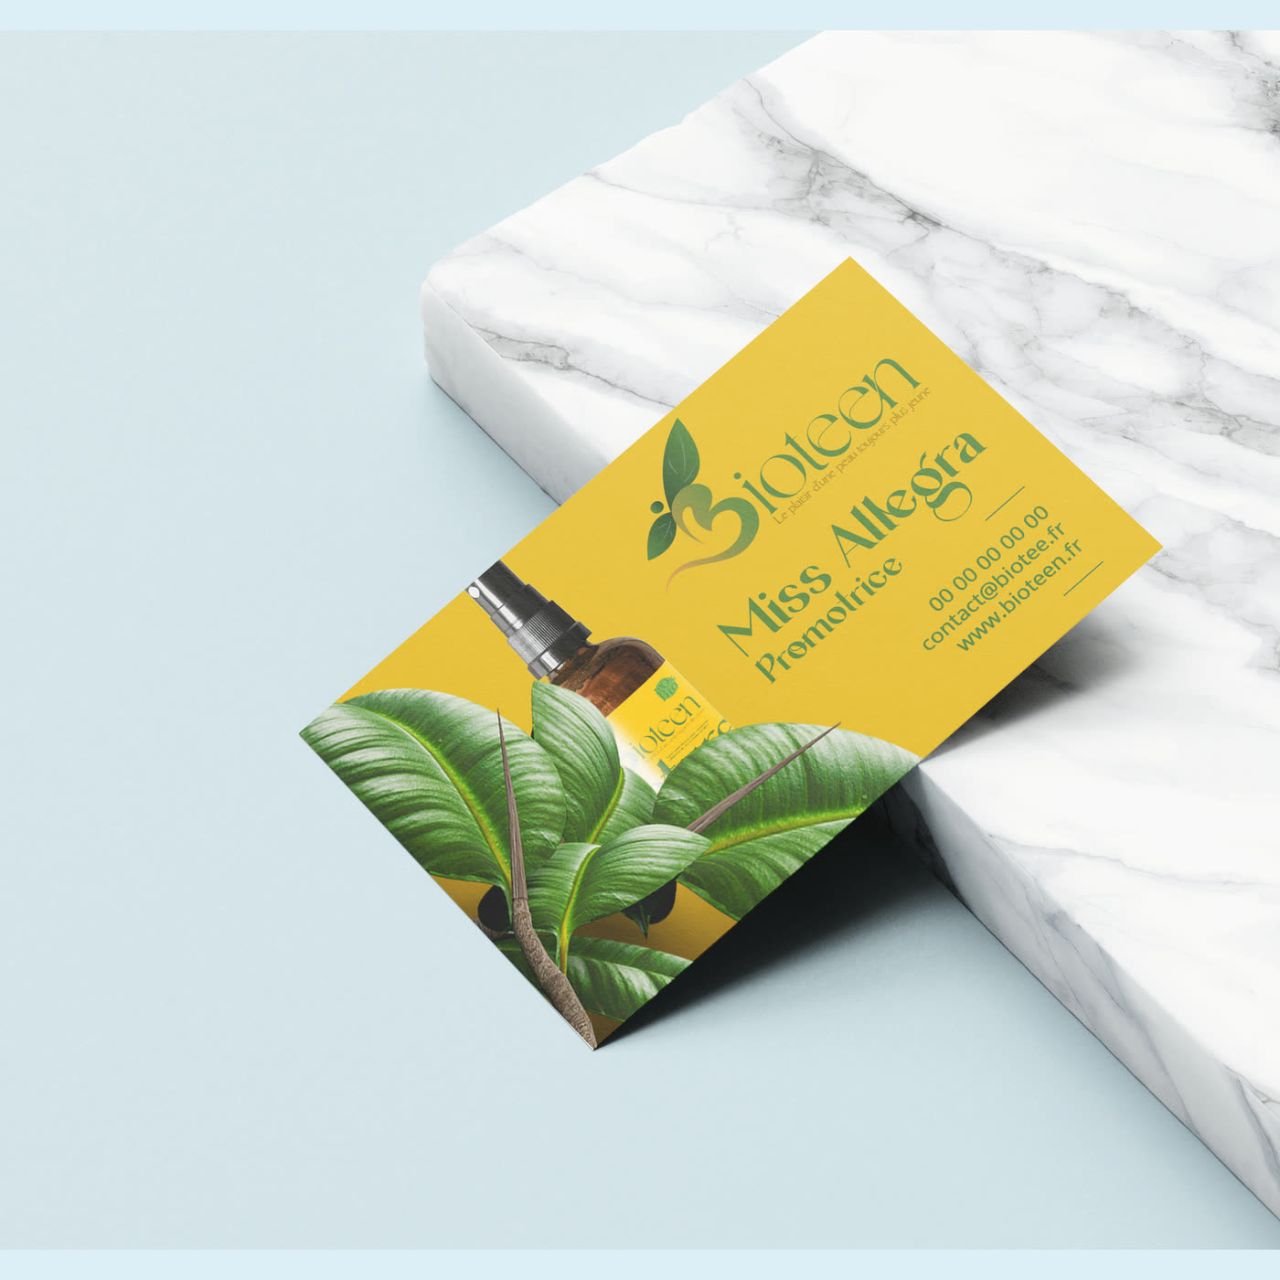 Bioteen
Le plaisir d'une peau toujours plus jeune
Miss Allegra
Promotrice
00 00 00 00 00
contact@biotee.fr
www.bioteen.fr
ioteen